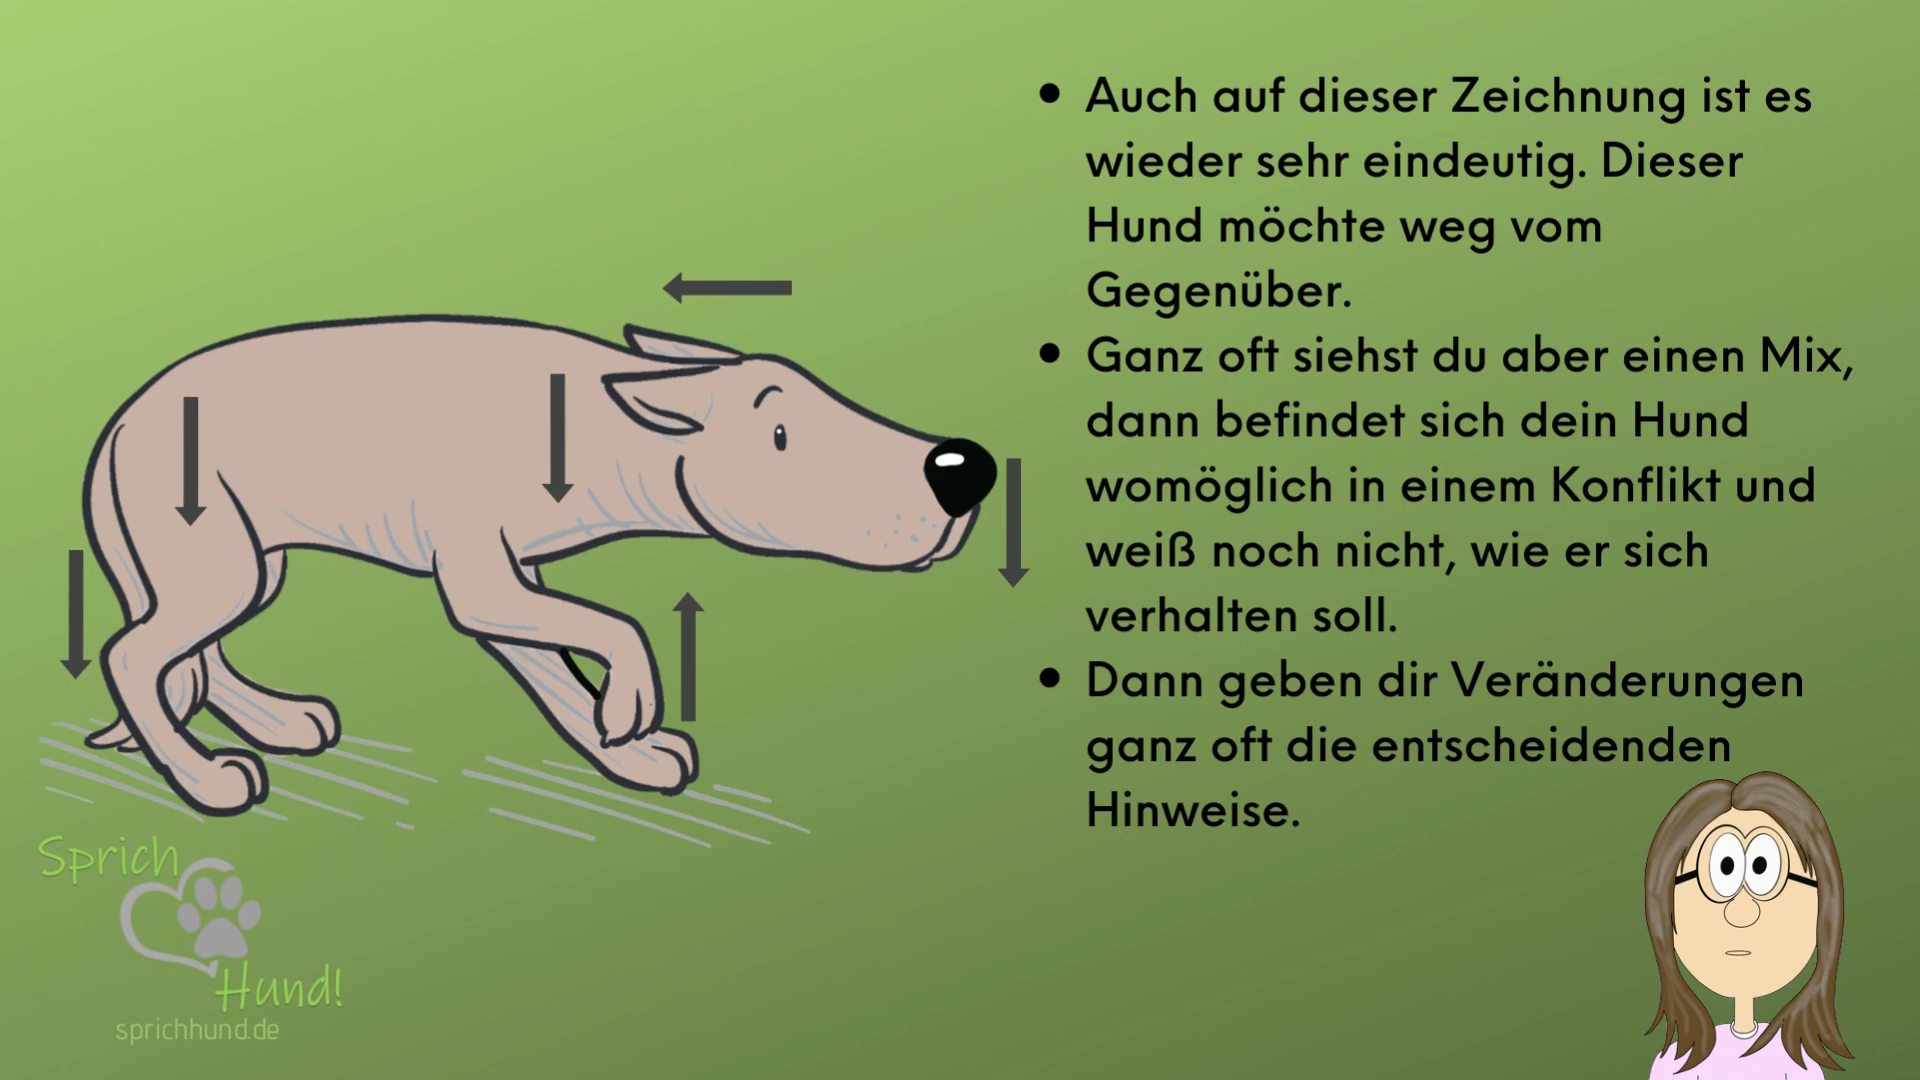 • Auch auf dieser Zeichnung ist es
wieder sehr eindeutig. Dieser
Hund möchte weg vom
Gegenüber.
• Ganz oft siehst du aber einen Mix,
dann befindet sich dein Hund
womöglich in einem Konflikt und
weiß noch nicht, wie er sich
verhalten soll.
• Dann geben dir Veränderungen
ganz oft die entscheidenden
Hinweise.
Sprich
Hund!
sprichhund.de